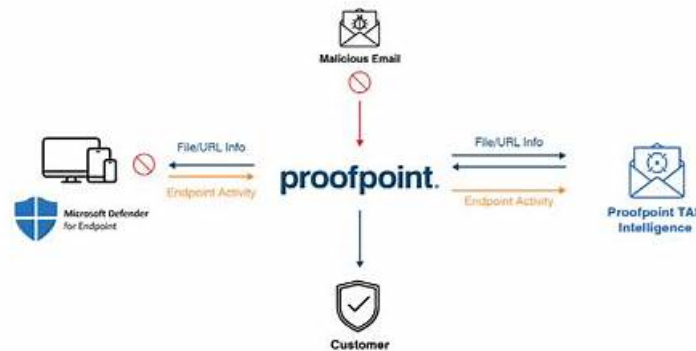 Malicious Email
File/URL Info
Endpoint Activity
Microsoft Defender
for Endpoint
proofpoint.
File/URL Info
Endpoint Activity
Proofpoint TA
Intelligence
Customer